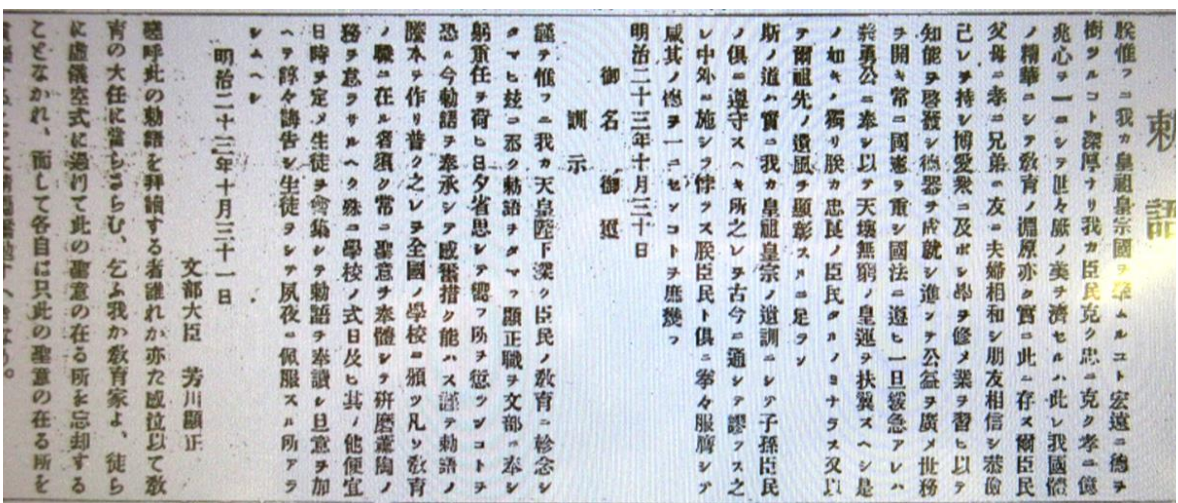 勅語
朕惟フニ我カ皇祖皇宗國ヲ肇ムルコト宏遠ニ德ヲ
樹ツルコト深厚ナリ我カ臣民克ク忠ニ克ク孝ニ億
兆心ヲ一ニシテ世々厥ノ美ヲ濟セルハ此レ我國體
ノ精華ニシテ敎育ノ淵原亦タ實ニ此ニ存ス爾臣民
父母ニ孝ニ兄弟ニ友ニ夫婦相和シ朋友相信シ恭儉
己レヲ持シ博愛衆ニ及ボシ學ヲ修メ業ヲ習ヒ以テ
知能ヲ啓發シ德器ヲ成就シ進ンテ公益ヲ廣メ世務
ヲ開キ常ニ國憲ヲ重シ國法ニ遵ヒ一旦緩急アレハ
義勇公ニ奉シ以テ天壤無窮ノ皇運ヲ扶翼スヘシ是
ノ如キハ獨リ朕カ忠良ノ臣民タルノミナラス又以
テ爾祖先ノ遺風ヲ顯彰スルニ足ラン
斯ノ道ハ實ニ我カ皇祖皇宗ノ遺訓ニシテ子孫臣民
ノ俱ニ遵守スヘキ所之レヲ古今ニ通シテ謬ラス之
レ中外ニ施シテ悖ラス朕臣民ト俱ニ拳々服膺シテ
咸其ノ德ヲ一ニセンコトヲ庶幾フ
明治二十三年十月三十日
御名御璽
訓示
謹テ惟フニ我カ天皇陛下深ク臣民ノ敎育ニ軫念シ
タマヒ玆ニ忝ク勅語ヲタマフ顯正職ヲ文部ニ奉シ
躬重任ヲ荷ヒ日夕省思シテ嚮フ所ヲ愆ランコトヲ
恐ル今勅語ヲ奉承シテ感奮措ク能ハス謹テ勅語ノ
謄本ヲ作リ普ク之レヲ全國ノ學校ニ頒ツ凡ソ敎育
ノ職ニ在ル者須ク常ニ聖意ヲ奉體シテ硏磨薰陶ノ
務ヲ怠ラサルヘク殊ニ學校ノ式日及ヒ其ノ他便宜
日時ヲ定メ生徒ヲ會集シテ勅語ヲ奉讀シ且意ヲ加
ヘテ諄々誨告シ生徒ヲシテ夙夜ニ佩服スル所アラ
シムヘシ
明治二十三年十月三十一日
文部大臣 芳川顯正
嗟呼此の勅語を拜讀する者誰れか亦た感泣以て敎
育の大任に當らざらむ、乞ふ我か敎育家よ、徒ら
に虛儀空式に過けて此の聖意の在る所を忘却する
ことなかれ、而して各自は只此の聖意の在る所を